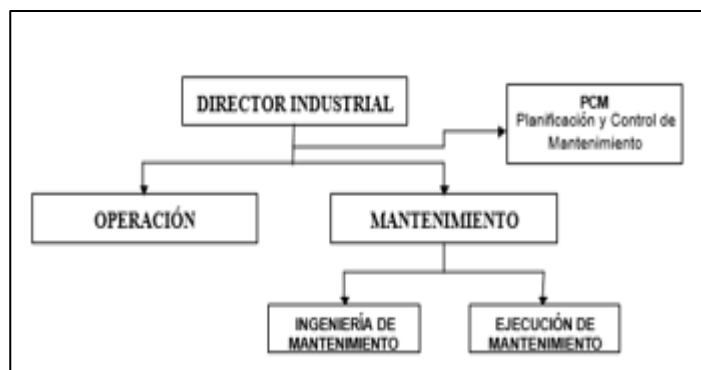 DIRECTOR INDUSTRIAL
PCM
Planificación y Control de
Mantenimiento
OPERACIÓN
MANTENIMIENTO
INGENIERÍA DE
MANTENIMIENTO
EJECUCIÓN DE
MANTENIMIENTO